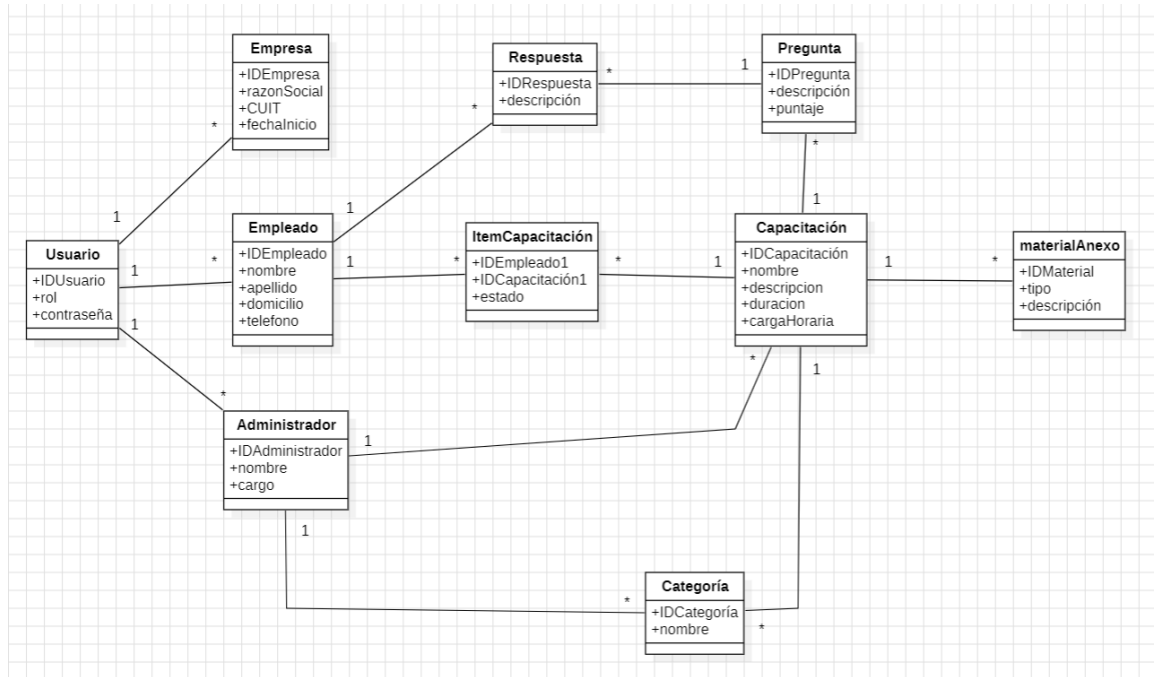 Empresa
+IDEmpresa
+razonSocial
+CUIT
+fechaInicio
Respuesta
+IDRespuesta
+descripción
Pregunta
+IDPregunta
+descripción
puntaje
*
1
*
*
1
*
1
1
Usuario
+IDUsuario
+rol
+contraseña
1
*
1
*
Empleado
+IDEmpleado
+nombre
+apellido
+domicilio
+telefono
1
*
ItemCapacitación
+IDEmpleado1
+IDCapacitación1
+estado
*
1
Capacitación
+IDCapacitación
+nombre
+descripcion
+duracion
+cargaHoraria
1
*
materialAnexo
+IDMaterial
+tipo
+descripción
*
1
Administrador
+IDAdministrador
+nombre
+cargo
1
1
*
Categoría
+IDCategoría
+nombre
*